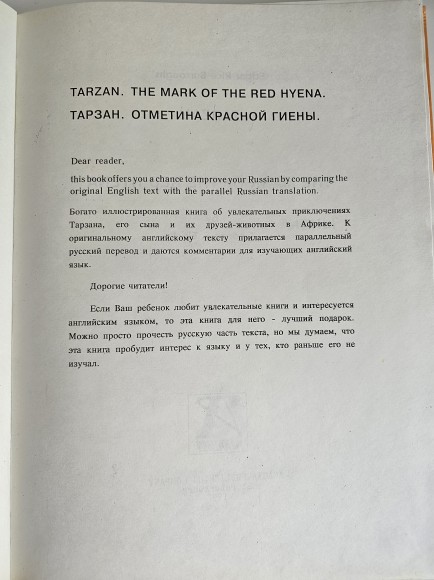 TARZAN. THE MARK OF THE RED HYENA.
ТАРЗАН. ОТМЕТИНА КРАСНОЙ ГИЕНЫ.
Dear reader,
this book offers you a chance to improve your Russian by comparing the
original English text with the parallel Russian translation.
Богато иллюстрированная книга об увлекательных приключениях
Тарзана, его сына и их друзей-животных в Африке. К
оригинальному английскому тексту прилагается параллельный
русский перевод и даются комментарии для изучающих английский
язык.
Дорогие читатели!
Если Ваш ребенок любит увлекательные книги и интересуется
английским языком, то эта книга для него - лучший подарок.
Можно просто прочесть русскую часть текста, но мы думаем, что
эта книга пробудит интерес к языку и у тех, кто раньше его не
изучал.